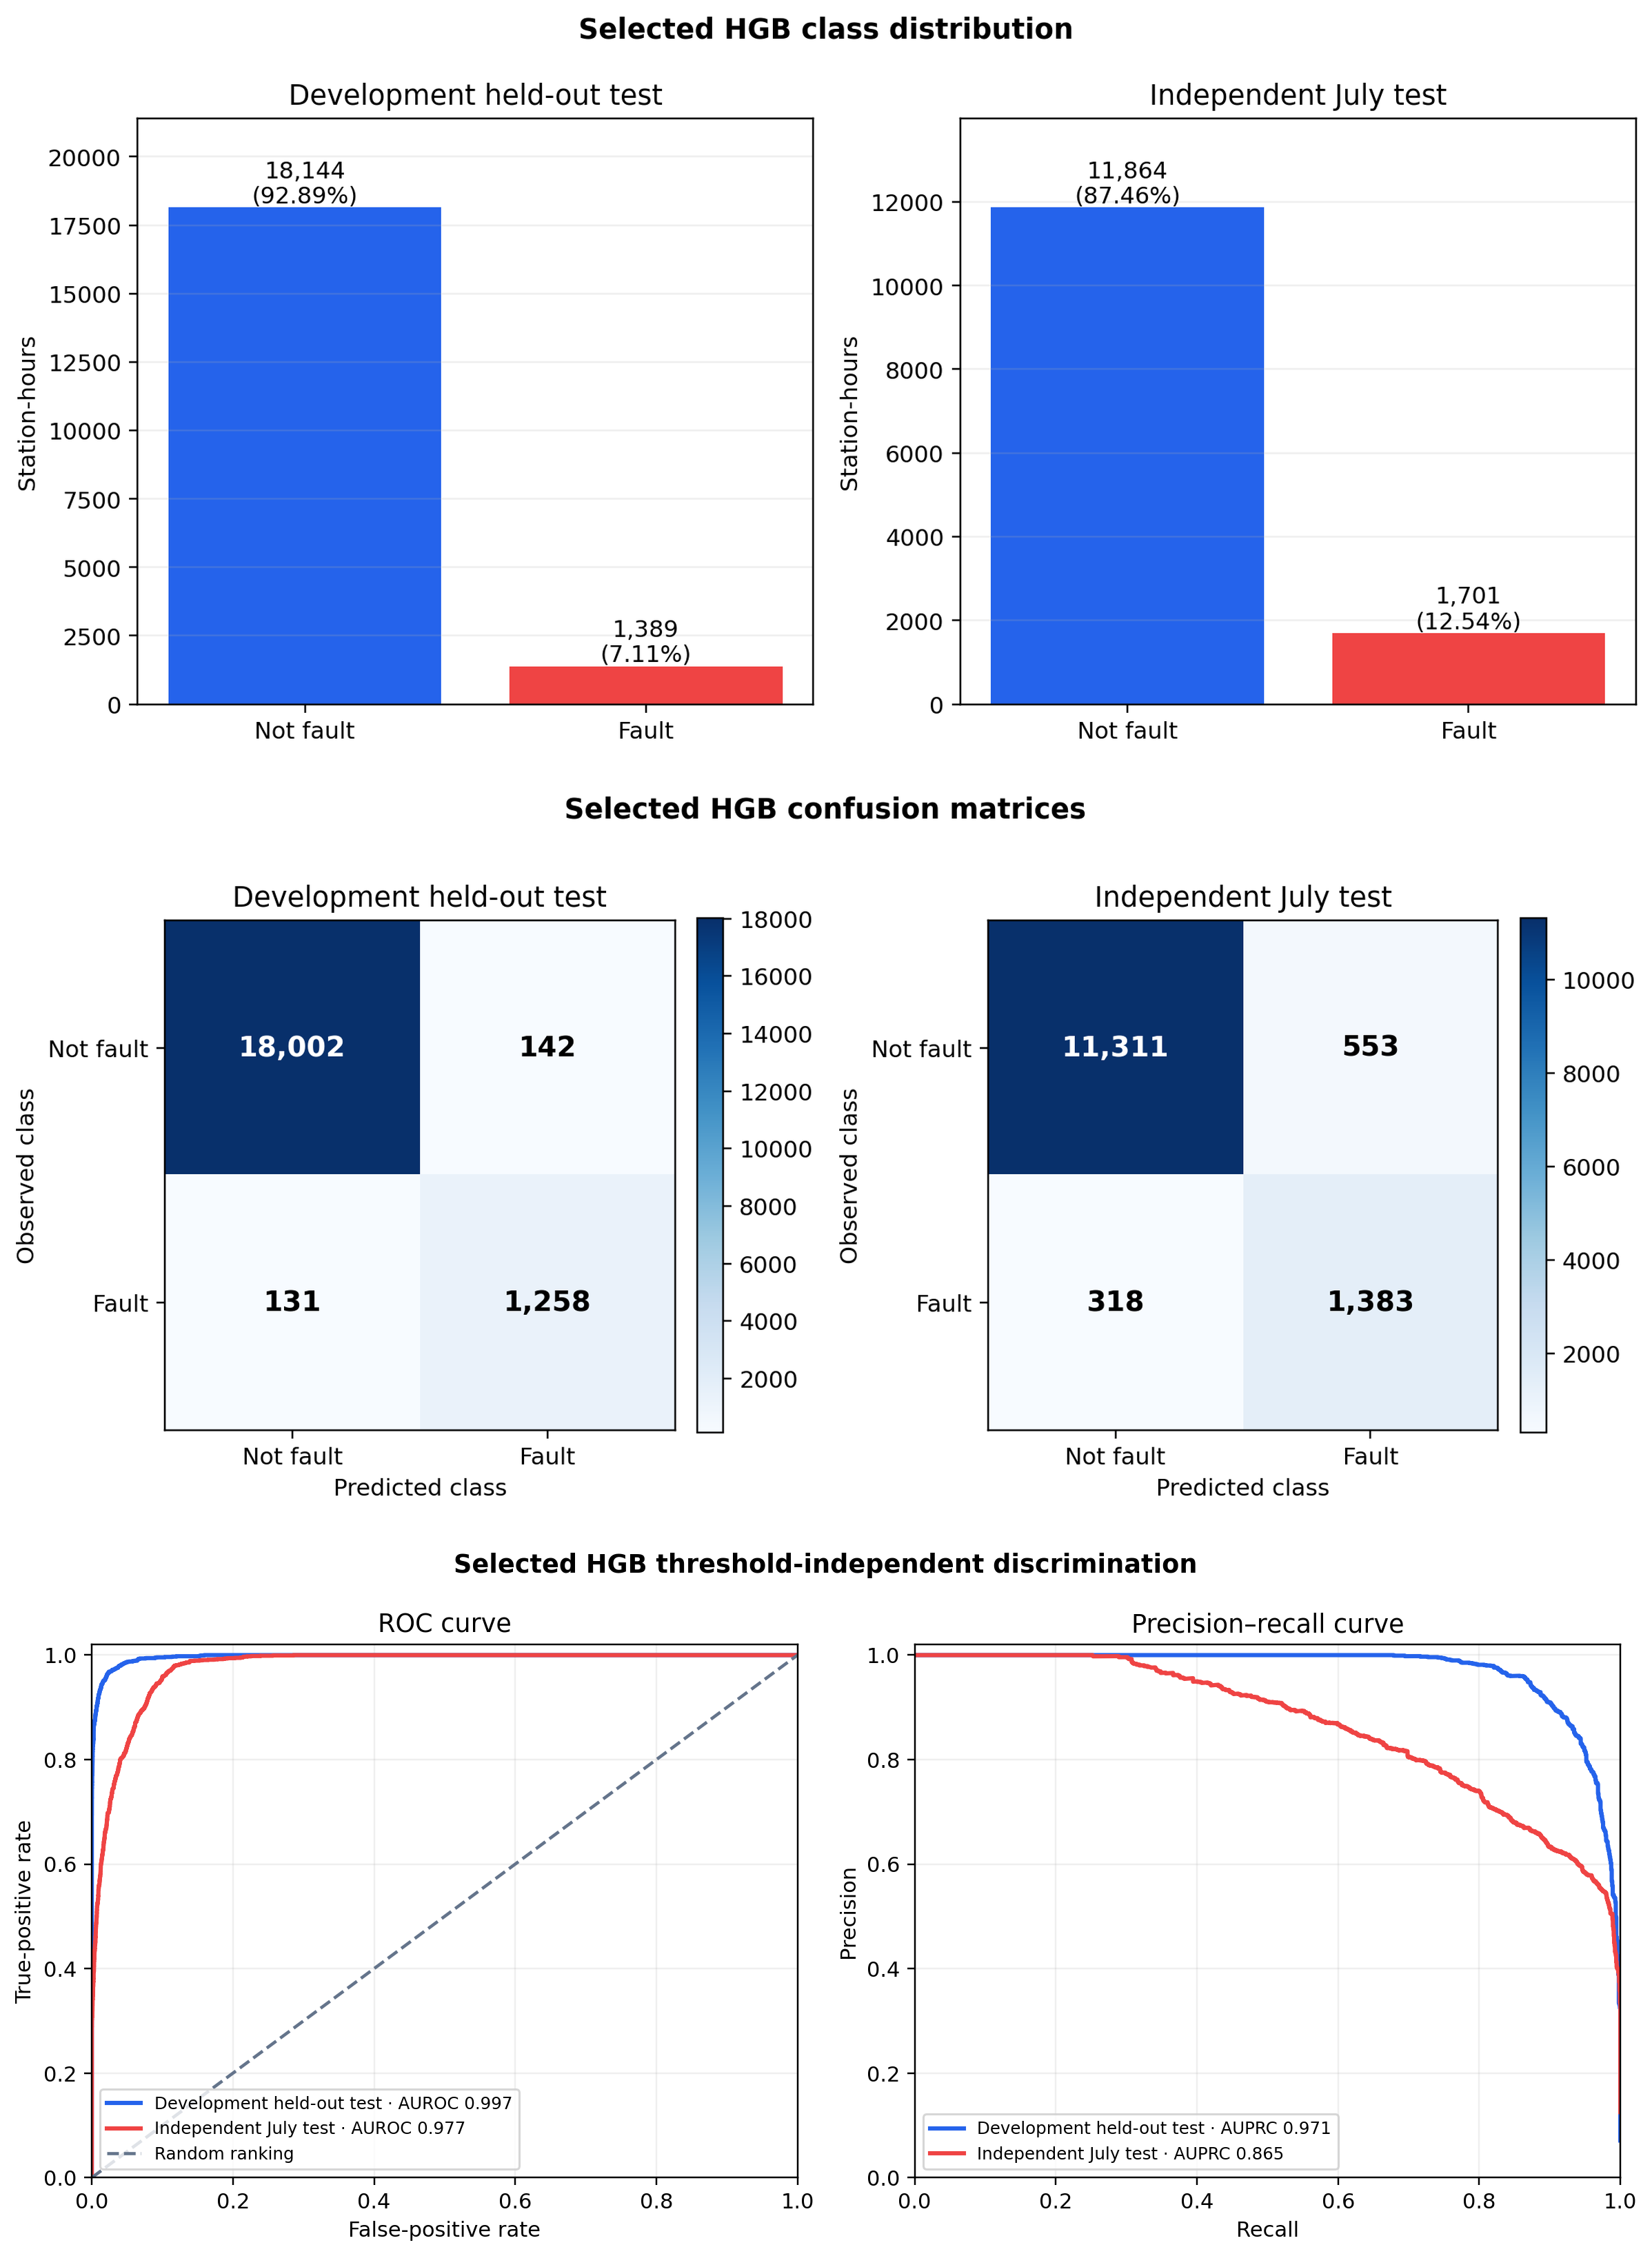 Selected HGB class distribution
Development held-out test
Station-hours
20000
17500
15000
12500
10000
7500
5000
2500
0
18,144
(92.89%)
1,389
(7.11%)
Not fault
Fault
Independent July test
Station-hours
12000
10000
8000
6000
4000
2000
0
11,864
(87.46%)
1,701
(12.54%)
Not fault
Fault
Selected HGB confusion matrices
Development held-out test
Observed class
Not fault
Fault
18,002
142
131
1,258
Not fault
Fault
Predicted class
18000
16000
14000
12000
10000
8000
6000
4000
2000
Independent July test
Observed class
Not fault
Fault
11,311
553
318
1,383
Not fault
Fault
Predicted class
10000
8000
6000
4000
2000
Selected HGB threshold-independent discrimination
ROC curve
True-positive rate
1.0
0.8
0.6
0.4
0.2
0.0
Development held-out test · AUROC 0.997
Independent July test · AUROC 0.977
Random ranking
0.0
0.2
0.4
0.6
0.8
1.0
False-positive rate
Precision–recall curve
Precision
1.0
0.8
0.6
0.4
0.2
0.0
Development held-out test · AUPRC 0.971
Independent July test · AUPRC 0.865
0.0
0.2
0.4
0.6
0.8
1.0
Recall